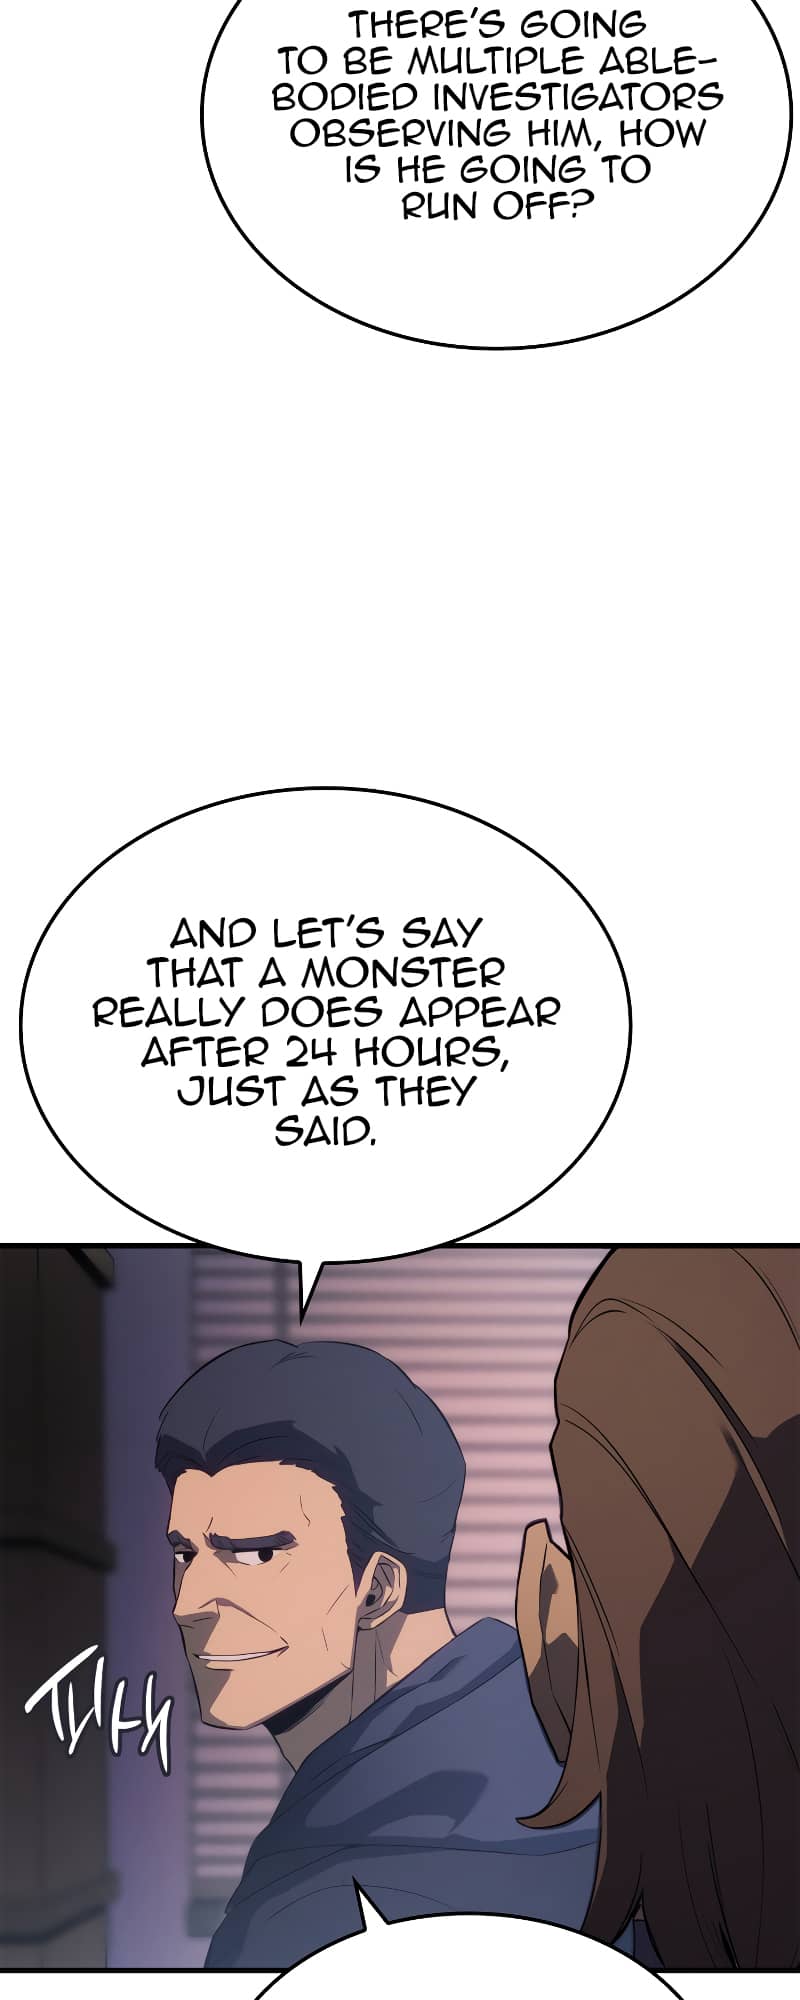 THERE'S GOING
TO BE MULTIPLE ABLE-
BODIED INVESTIGATORS
OBSERVING HIM, HOW
IS HE GOING TO
RUN OFF?
AND LET'S SAY
THAT A MONSTER
REALLY DOES APPEAR
AFTER 24 HOURS,
JUST AS THEY
SAID.